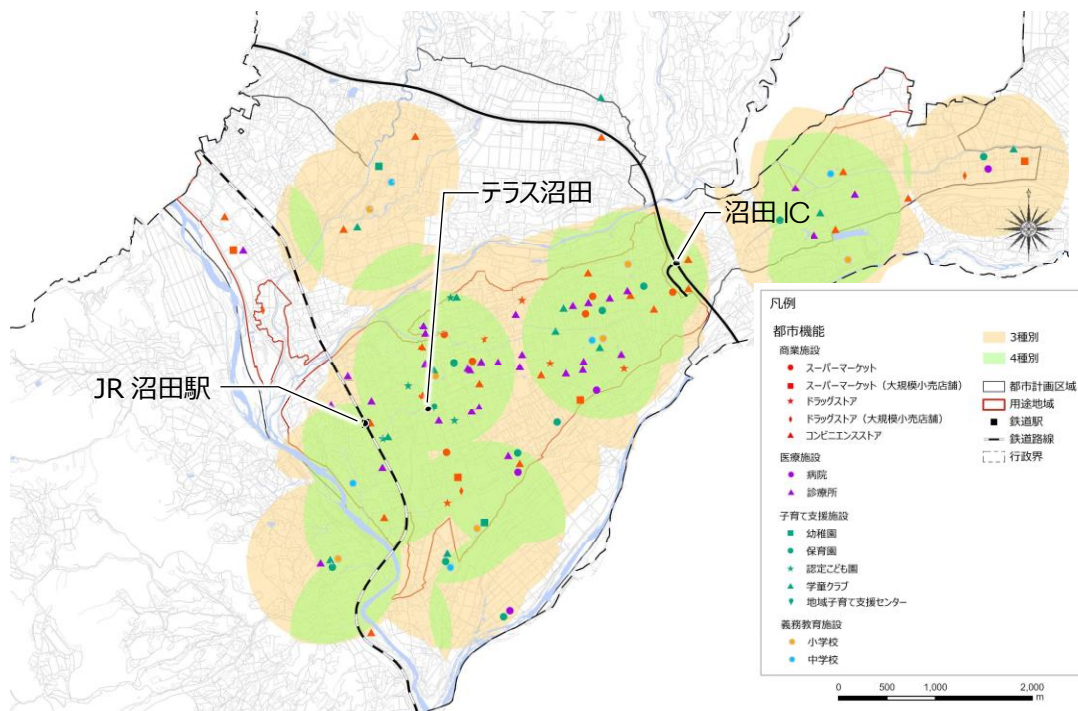 テラス沼田
沼田IC
JR 沼田駅
凡例
都市機能
商業施設
スーパーマーケット
スーパーマーケット（大規模小売店舗）
ドラッグストア
ドラッグストア（大規模小売店舗）
コンビニエンスストア
医療施設
病院
診療所
子育て支援施設
幼稚園
保育園
認定こども園
学童クラブ
地域子育て支援センター
義務教育施設
小学校
中学校
3種別
4種別
都市計画区域
用途地域
鉄道駅
鉄道路線
行政界
0 500 1,000 2,000
m